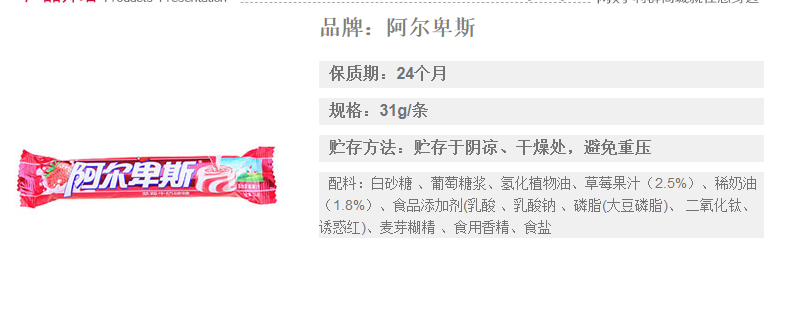 Products Presentation
品牌：阿尔卑斯
保质期：24个月
规格：31g/条
贮存方法：贮存于阴凉、干燥处，避免重压
阿尔卑斯
配料：白砂糖 、葡萄糖浆、氢化植物油、草莓果汁（2.5%）、稀奶油
（1.8%）、食品添加剂(乳酸 、乳酸钠 、磷脂(大豆磷脂)、 二氧化钛、
诱惑红)、麦芽糊精 、食用香精、食盐